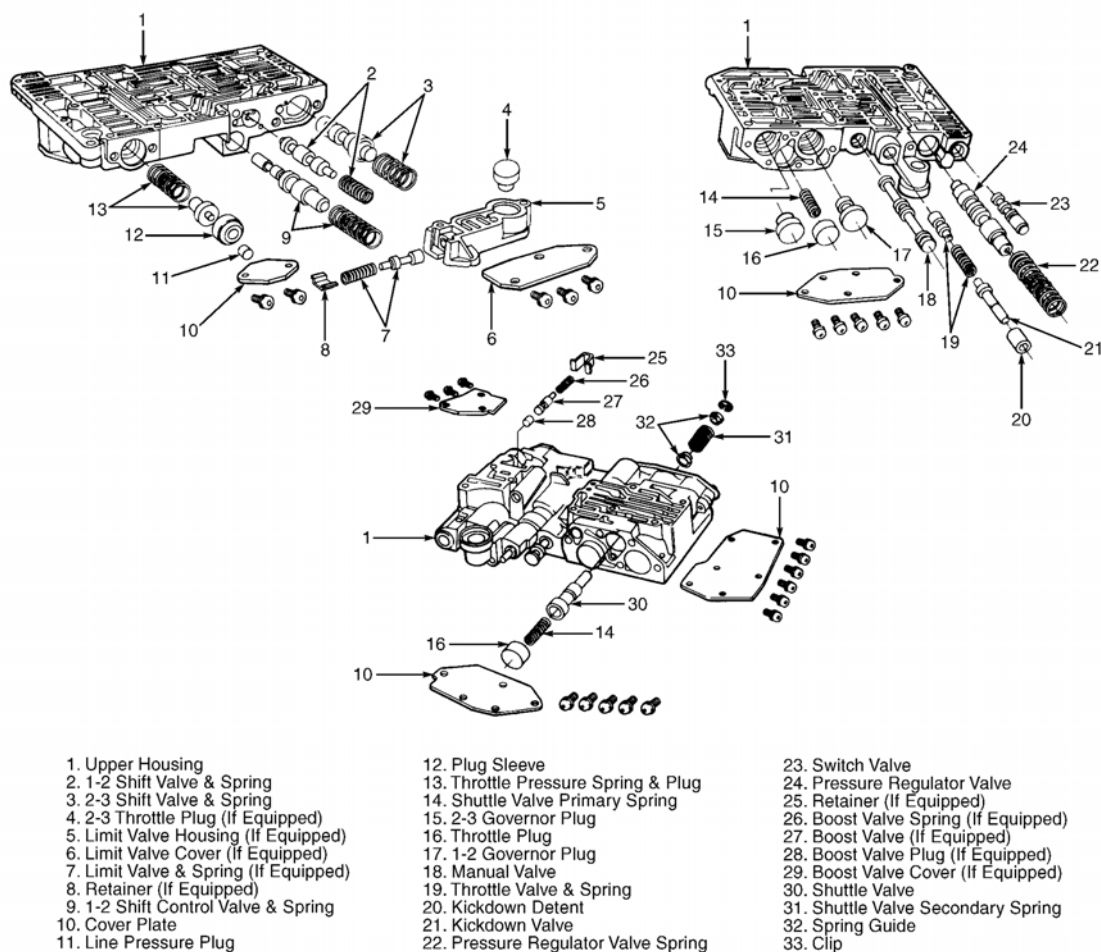 1
2
3
4
5
6
7
8
9
10
11
12
13
1
24
23
14
15
16
17
22
10
18
19
21
20
25
26
27
28
29
33
32
31
10
1
30
16
14
10
1. Upper Housing
2. 1-2 Shift Valve & Spring
3. 2-3 Shift Valve & Spring
4. 2-3 Throttle Plug (If Equipped)
5. Limit Valve Housing (If Equipped)
6. Limit Valve Cover (If Equipped)
7. Limit Valve & Spring (If Equipped)
8. Retainer (If Equipped)
9. 1-2 Shift Control Valve & Spring
10. Cover Plate
11. Line Pressure Plug
12. Plug Sleeve
13. Throttle Pressure Spring & Plug
14. Shuttle Valve Primary Spring
15. 2-3 Governor Plug
16. Throttle Plug
17. 1-2 Governor Plug
18. Manual Valve
19. Throttle Valve & Spring
20. Kickdown Detent
21. Kickdown Valve
22. Pressure Regulator Valve Spring
23. Switch Valve
24. Pressure Regulator Valve
25. Retainer (If Equipped)
26. Boost Valve Spring (If Equipped)
27. Boost Valve (If Equipped)
28. Boost Valve Plug (If Equipped)
29. Boost Valve Cover (If Equipped)
30. Shuttle Valve
31. Shuttle Valve Secondary Spring
32. Spring Guide
33. Clip